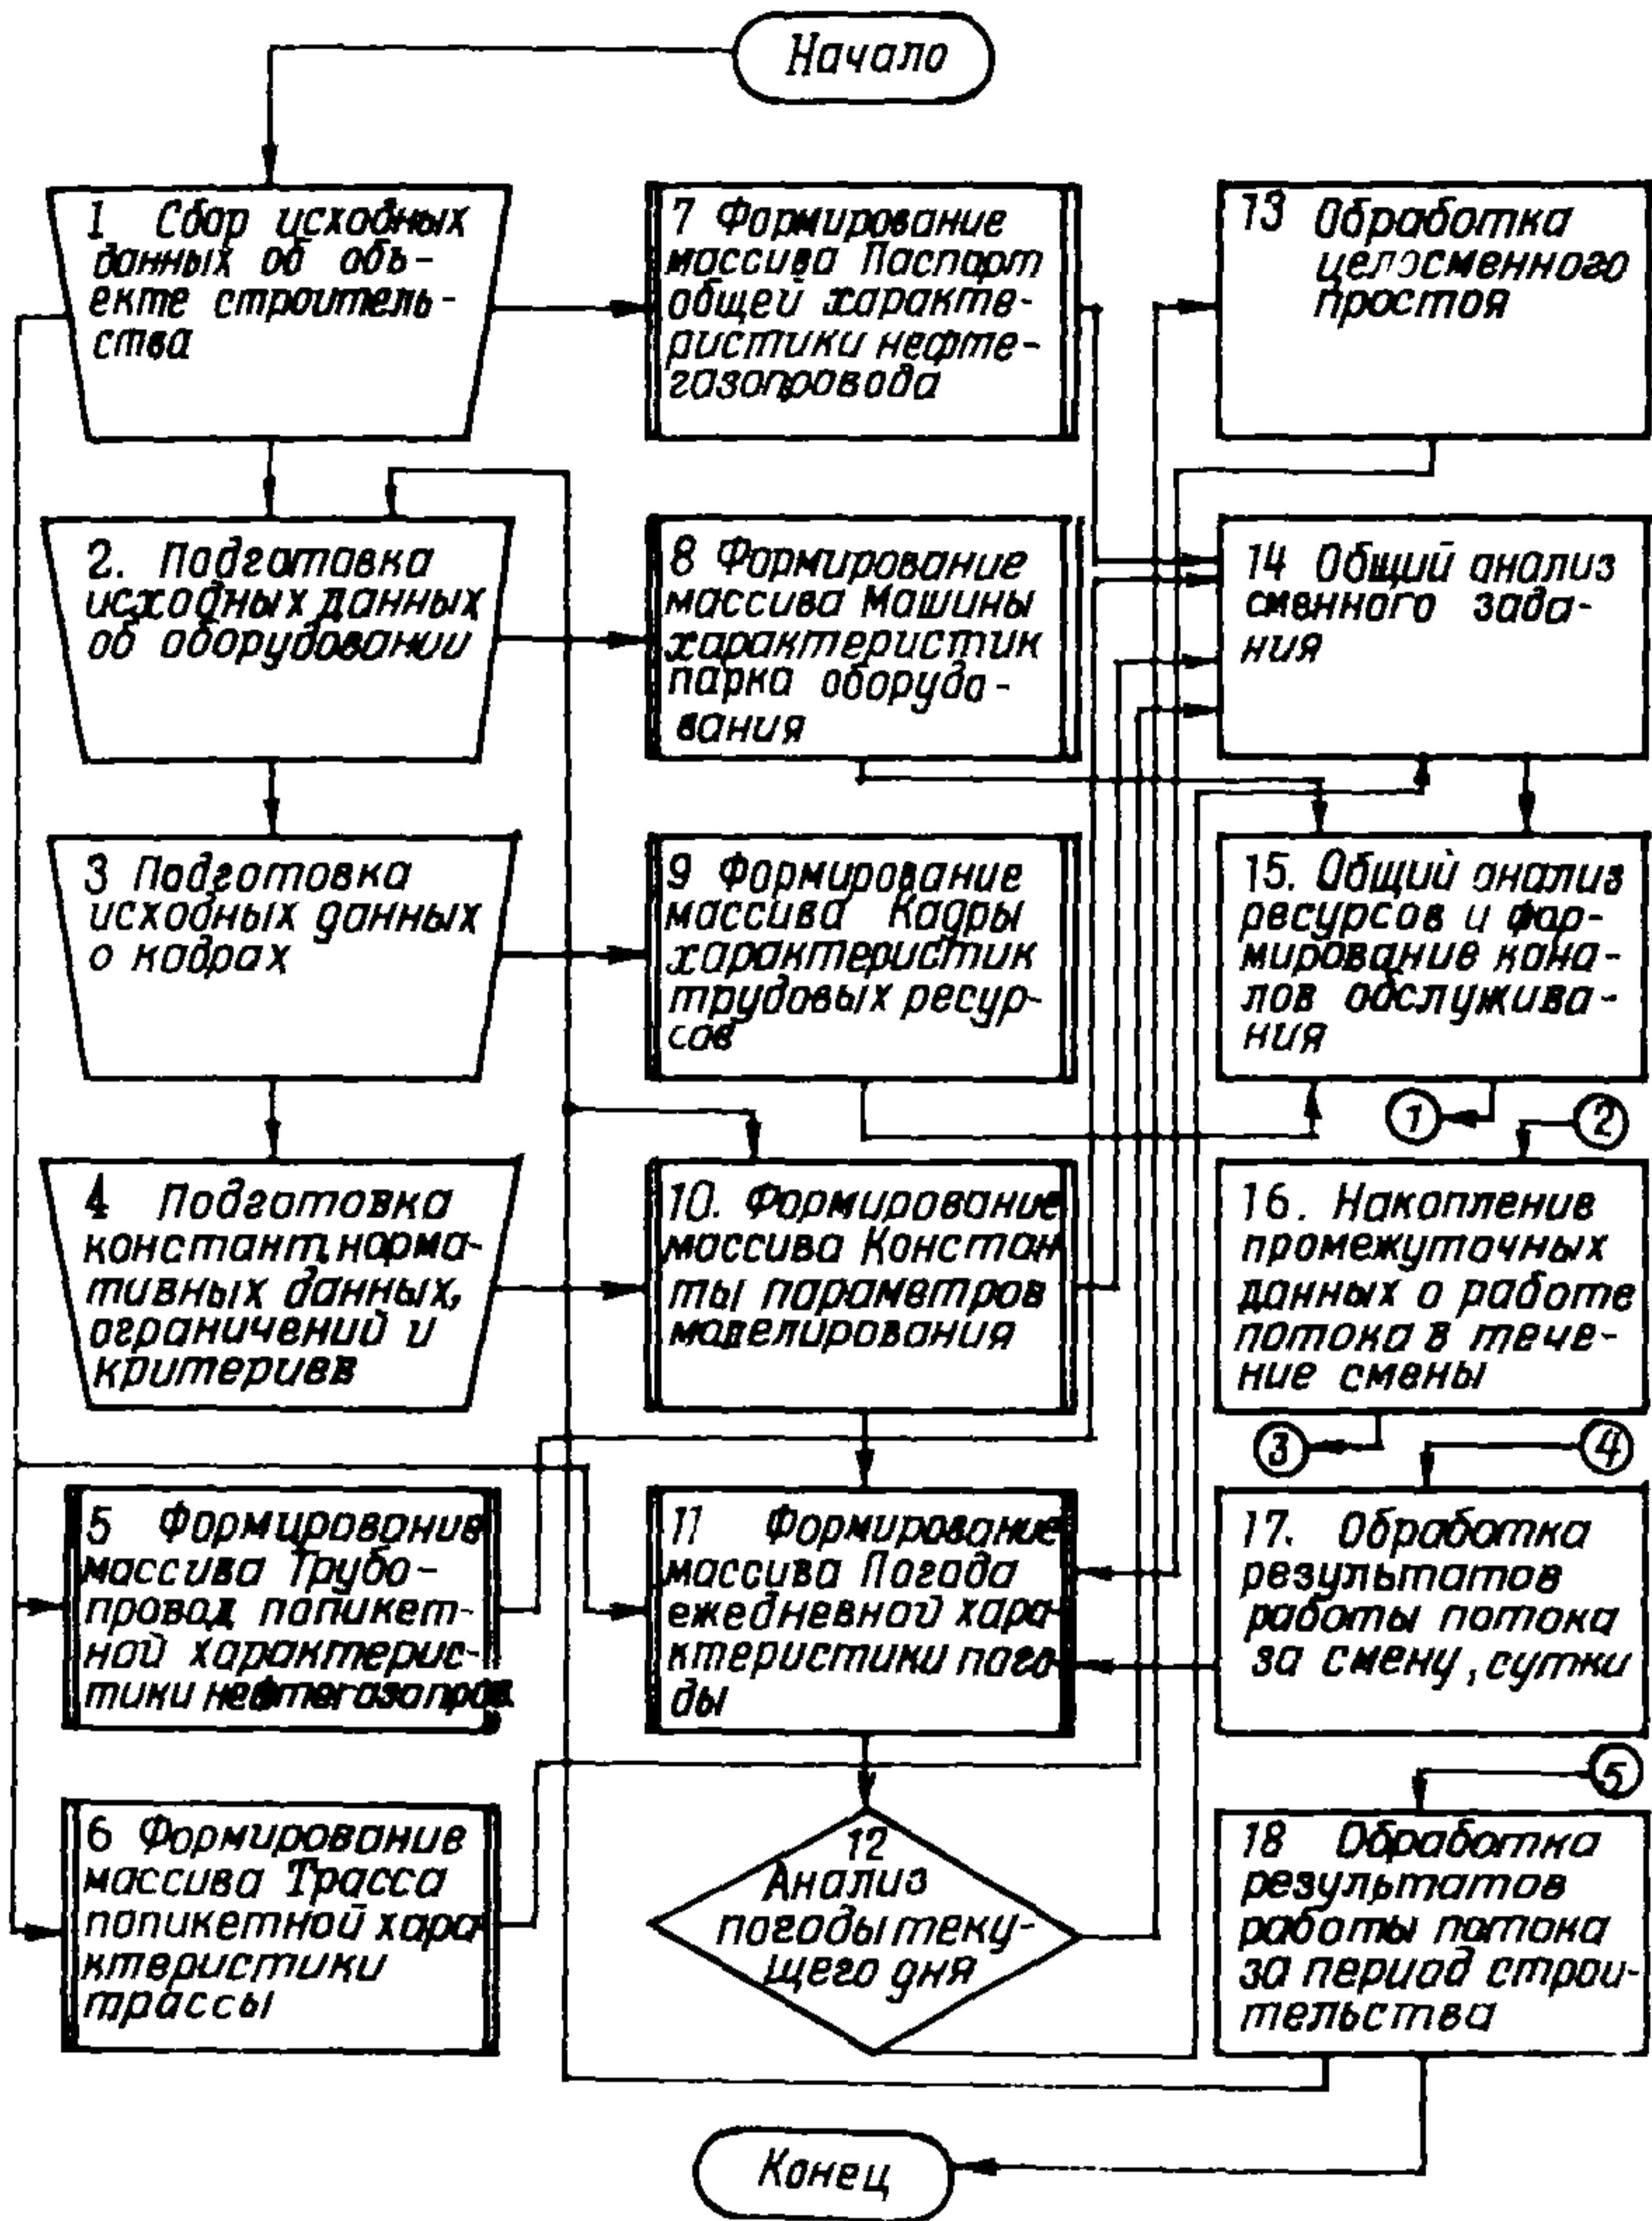 Начало
1 Сбор исходных
данных об объ-
екте строитель-
ства
2. Подготовка
исходных данных
об оборудовании
3 Подготовка
исходных данных
о кадрах
4 Подготовка
констант, норма-
тивных данных,
ограничений и
критериев
5 Формирование
массива Трубо-
провод попикет-
ной характерис-
тики нефтегазопров.
6 Формирование
массива Трасса
попикетной хара-
ктеристики
трассы
7 Формирование
массива Паспорт
общей характе-
ристики нефте-
газопровода
8 Формирование
массива Машины
характеристик
парка оборудо-
вания
9 Формирование
массива Кадры
характеристик
трудовых ресур-
сов
10. Формирование
массива Констан
ты параметров
моделирования
11 Формирование
массива Погода
ежедневной хара-
ктеристики пого-
ды
12
Анализ
погоды теку-
щего дня
13 Обработка
целосменного
простоя
14 Общий анализ
сменного зада-
ния
15. Общий анализ
ресурсов и фор-
мирование кана-
лов обслужива-
ния
1
2
16. Накопление
промежуточных
данных о работе
потока в тече-
ние смены
3
4
17. Обработка
результатов
работы потока
за смену, сутки
5
18 Обработка
результатов
работы потока
за период строи-
тельства
Конец